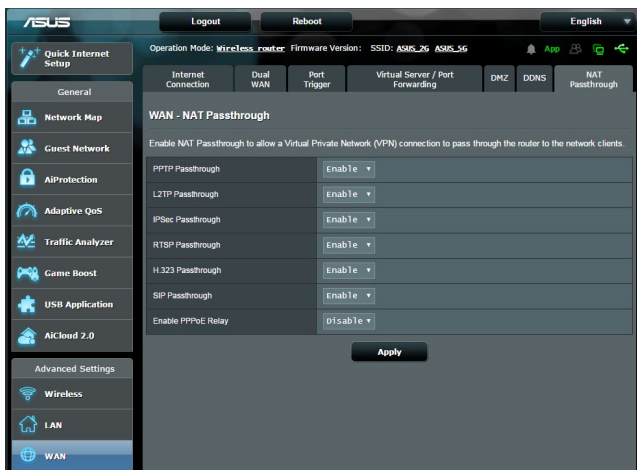 ASUS
Logout
Reboot
English
Quick Internet Setup
Operation Mode: Wireless router Firmware Version: SSID: ASUS_2G ASUS_5G
App
Internet Connection
Dual WAN
Port Trigger
Virtual Server / Port Forwarding
DMZ
DDNS
NAT Passthrough
General
Network Map
Guest Network
AiProtection
Adaptive QoS
Traffic Analyzer
Game Boost
USB Application
AiCloud 2.0
Advanced Settings
Wireless
LAN
WAN
WAN - NAT Passthrough
Enable NAT Passthrough to allow a Virtual Private Network (VPN) connection to pass through the router to the network clients.
PPTP Passthrough Enable
L2TP Passthrough Enable
IPSec Passthrough Enable
RTSP Passthrough Enable
H.323 Passthrough Enable
SIP Passthrough Enable
Enable PPPoE Relay Disable
Apply